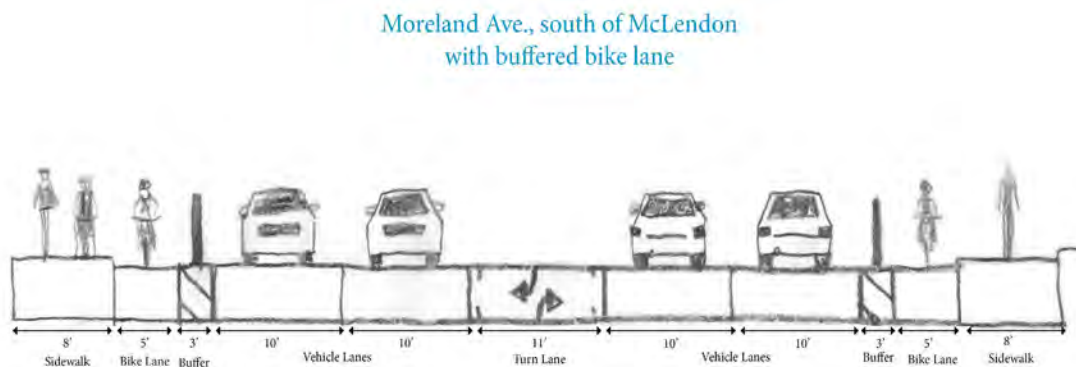 Moreland Ave., south of McLendon
with buffered bike lane
8' 5' 3' 10' 10' 11' 10' 10' 3' 5' 8'
Sidewalk Bike Lane Buffer Vehicle Lanes Turn Lane Vehicle Lanes Buffer Bike Lane Sidewalk